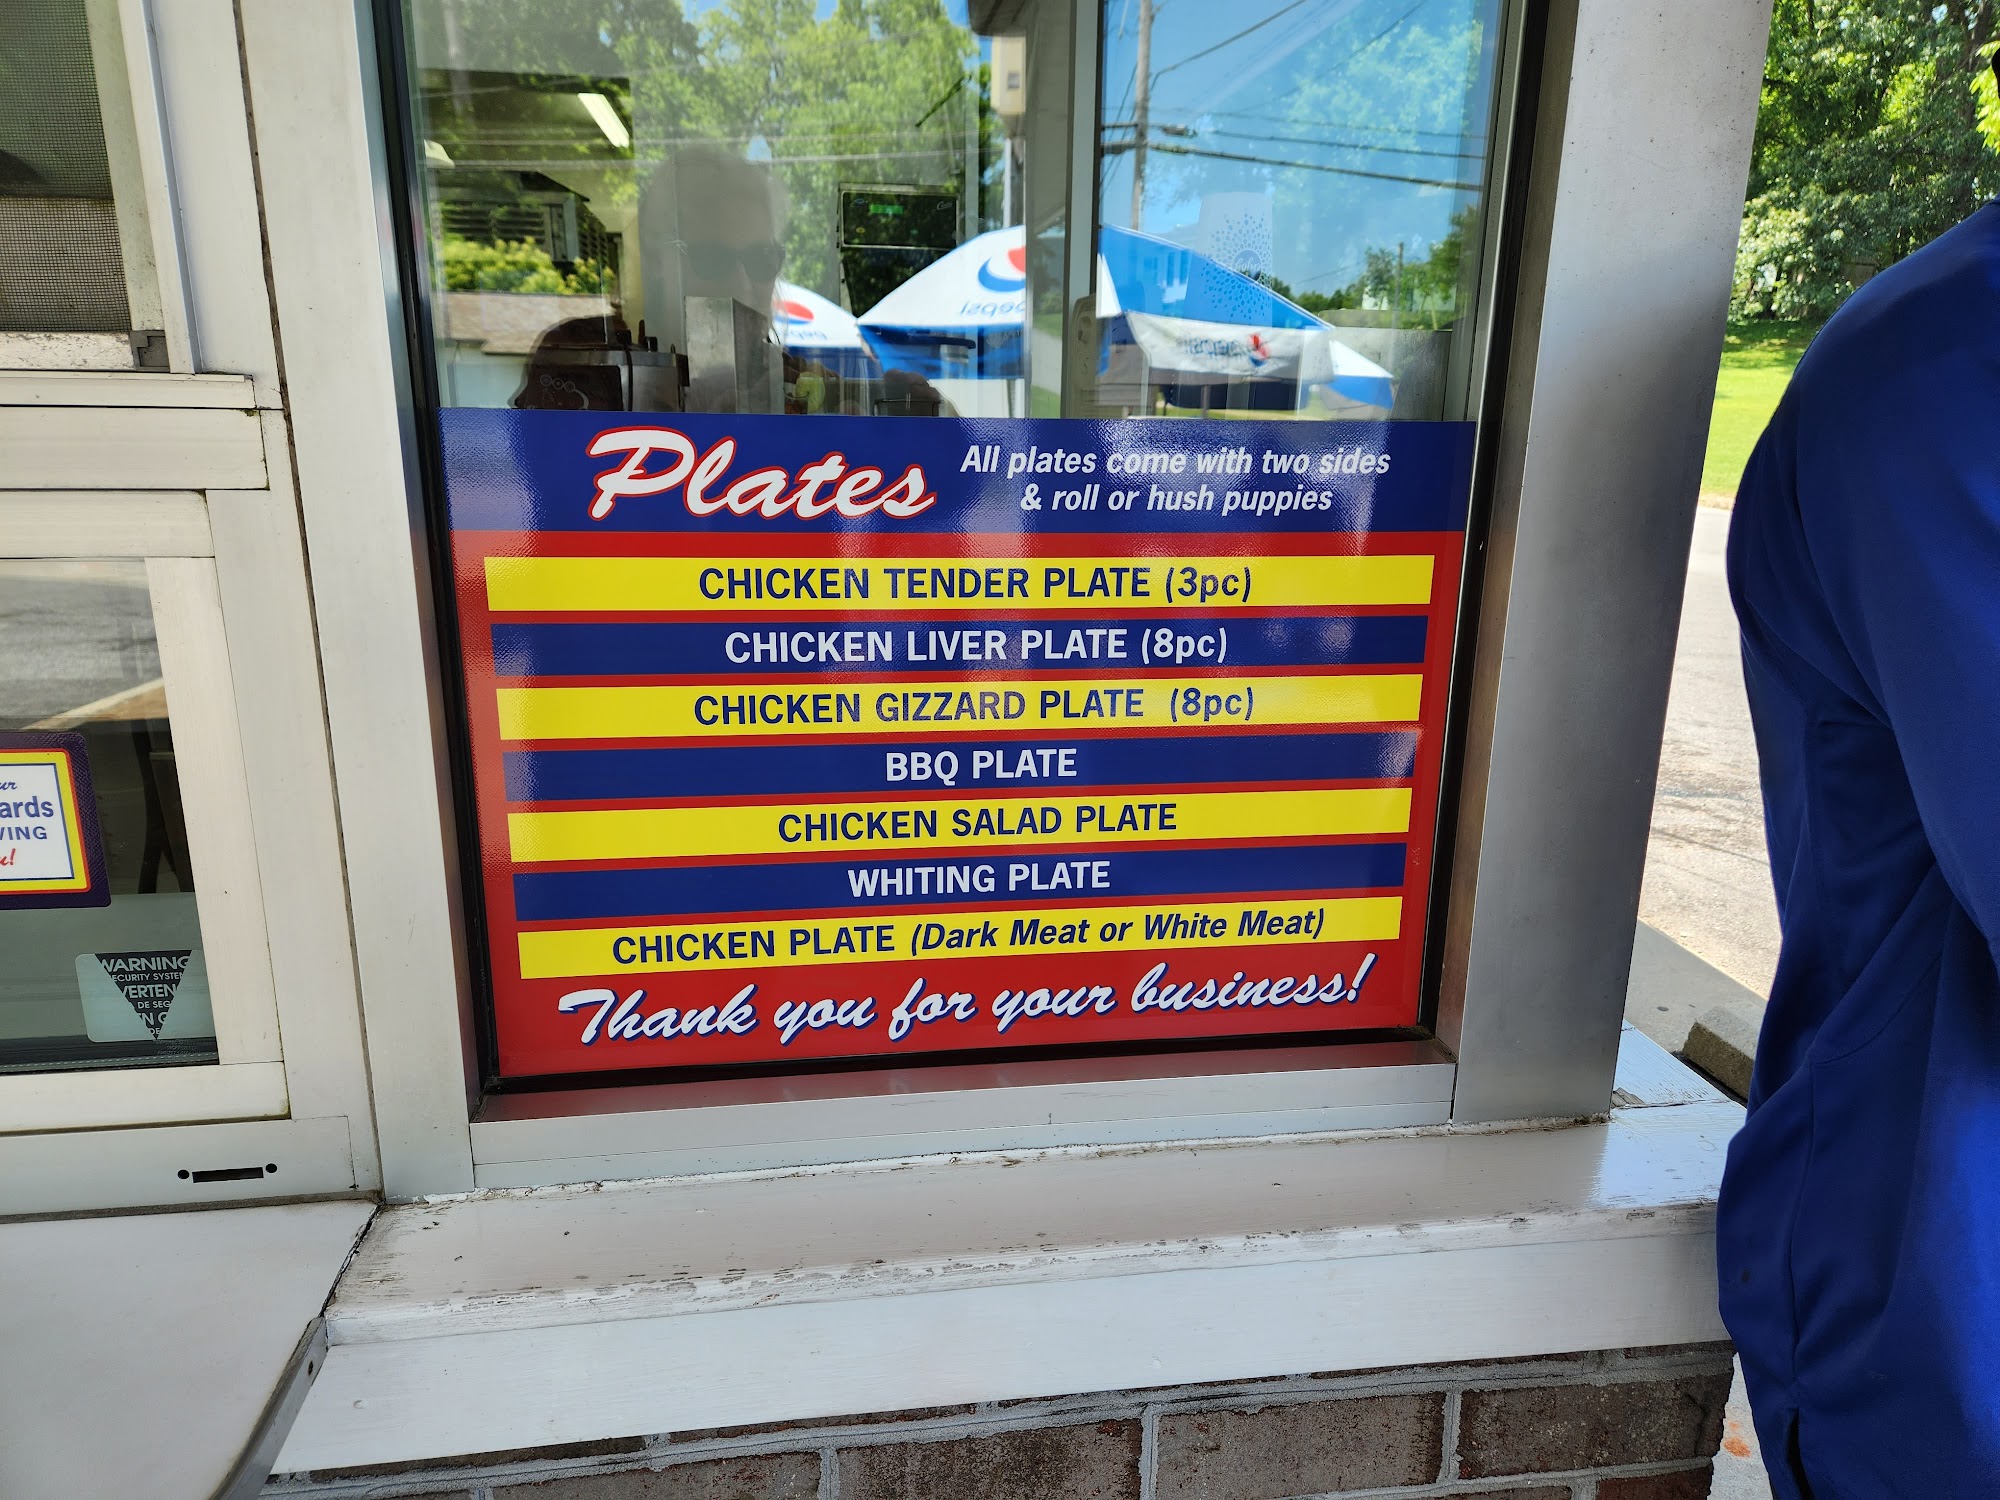 Plates
All plates come with two sides
& roll or hush puppies
CHICKEN TENDER PLATE (3pc)
CHICKEN LIVER PLATE (8pc)
CHICKEN GIZZARD PLATE (8pc)
BBQ PLATE
CHICKEN SALAD PLATE
WHITING PLATE
CHICKEN PLATE (Dark Meat or White Meat)
Thank you for your business!
WARNING
pepsi